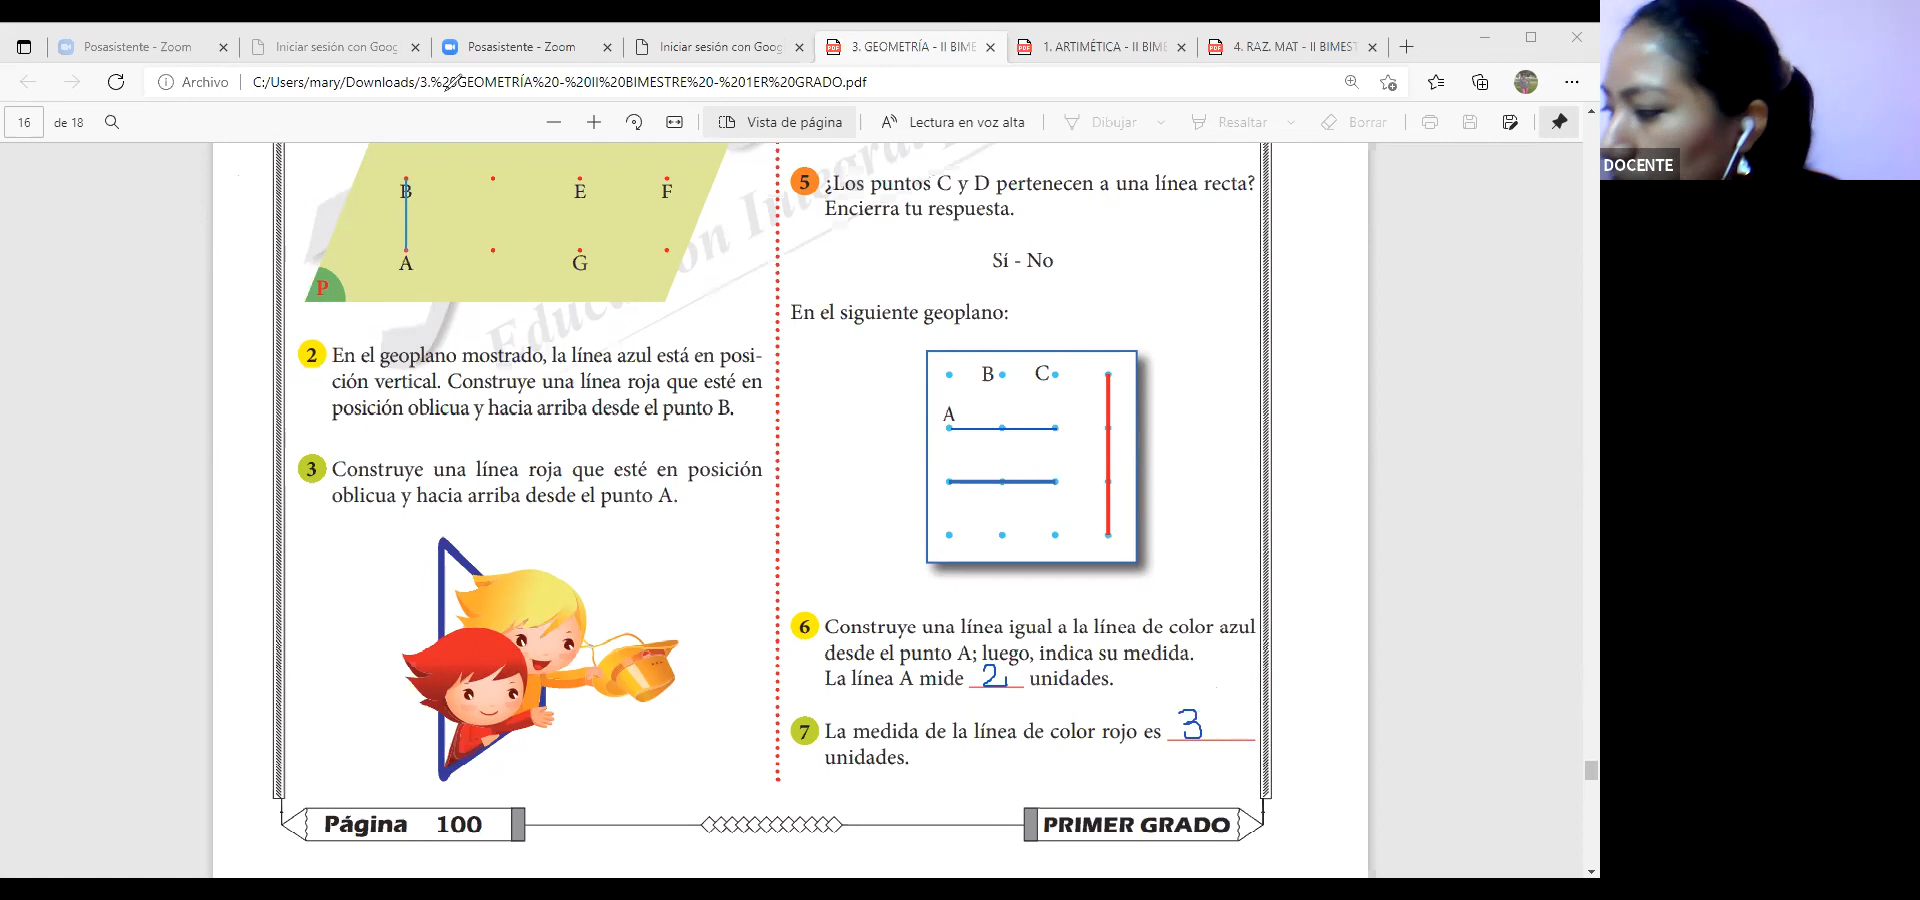 Posasistente - Zoom
Iniciar sesión con Goog
Posasistente - Zoom
Iniciar sesión con Goog
3. GEOMETRÍA - II BIME
1. ARTIMÉTICA - II BIME
4. RAZ. MAT - II BIMEST
Archivo
C:/Users/mary/Downloads/3.%20GEOMETRÍA%20-%20II%20BIMESTRE%20-%201ER%20GRADO.pdf
16 de 18
Vista de página
Lectura en voz alta
Dibujar
Resaltar
Borrar
DOCENTE
B E F
A G
P
2 En el geoplano mostrado, la línea azul está en posi-
ción vertical. Construye una línea roja que esté en
posición oblicua y hacia arriba desde el punto B.
3 Construye una línea roja que esté en posición
oblicua y hacia arriba desde el punto A.
5 ¿Los puntos C y D pertenecen a una línea recta?
Encierra tu respuesta.
Sí - No
En el siguiente geoplano:
B C
A
6 Construye una línea igual a la línea de color azul
desde el punto A; luego, indica su medida.
La línea A mide 2 unidades.
7 La medida de la línea de color rojo es 3
unidades.
Página 100
PRIMER GRADO